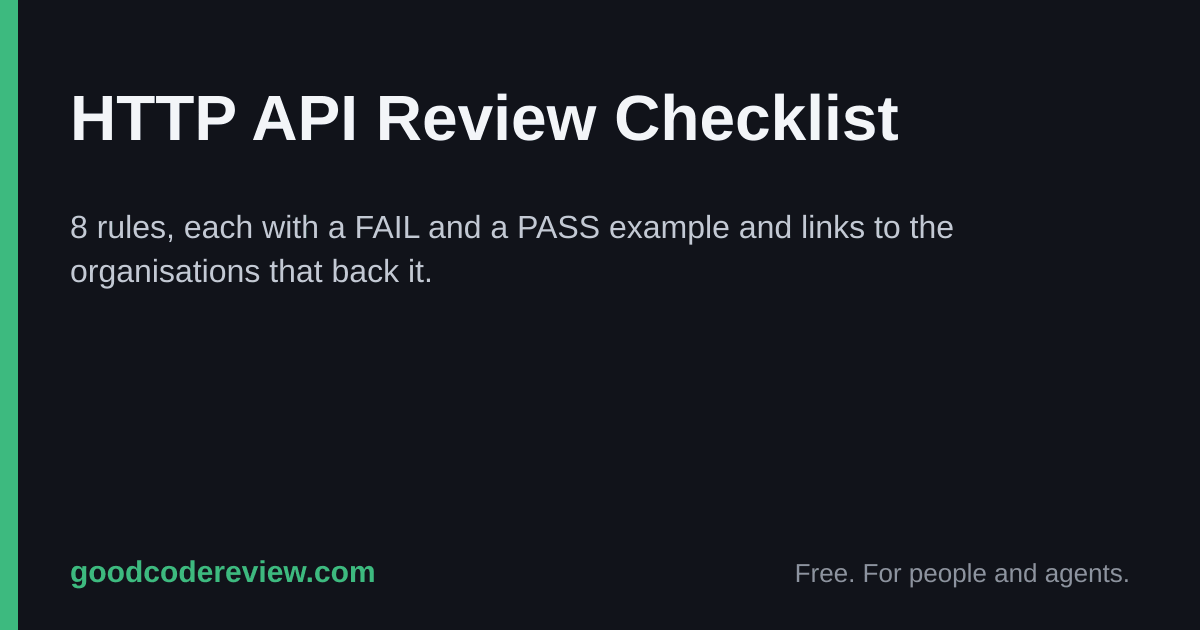 HTTP API Review Checklist
8 rules, each with a FAIL and a PASS example and links to the
organisations that back it.
goodcodereview.com
Free. For people and agents.